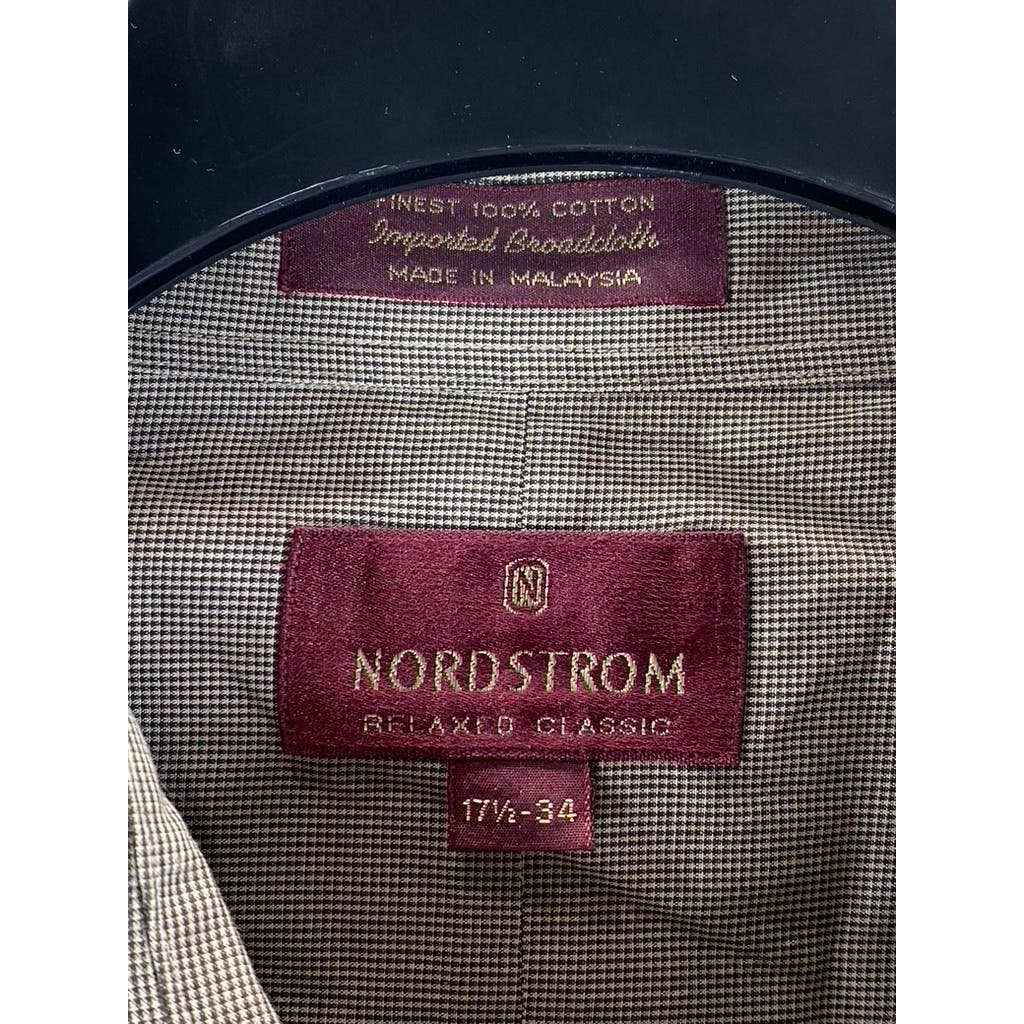 FINEST 100% COTTON
Imported Broadcloth
MADE IN MALAYSIA
N
NORDSTROM
RELAXED CLASSIC
17½-34